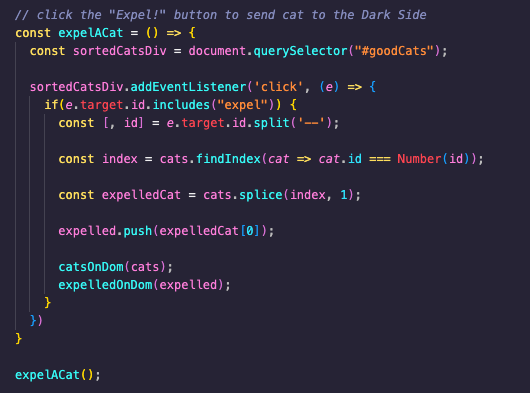 // click the "Expel!" button to send cat to the Dark Side
const expelACat = () => {
  const sortedCatsDiv = document.querySelector("#goodCats");

  sortedCatsDiv.addEventListener('click', (e) => {
    if(e.target.id.includes("expel")) {
      const [, id] = e.target.id.split('--');

      const index = cats.findIndex(cat => cat.id === Number(id));

      const expelledCat = cats.splice(index, 1);

      expelled.push(expelledCat[0]);

      catsOnDom(cats);
      expelledOnDom(expelled);
    }
  })
}

expelACat();